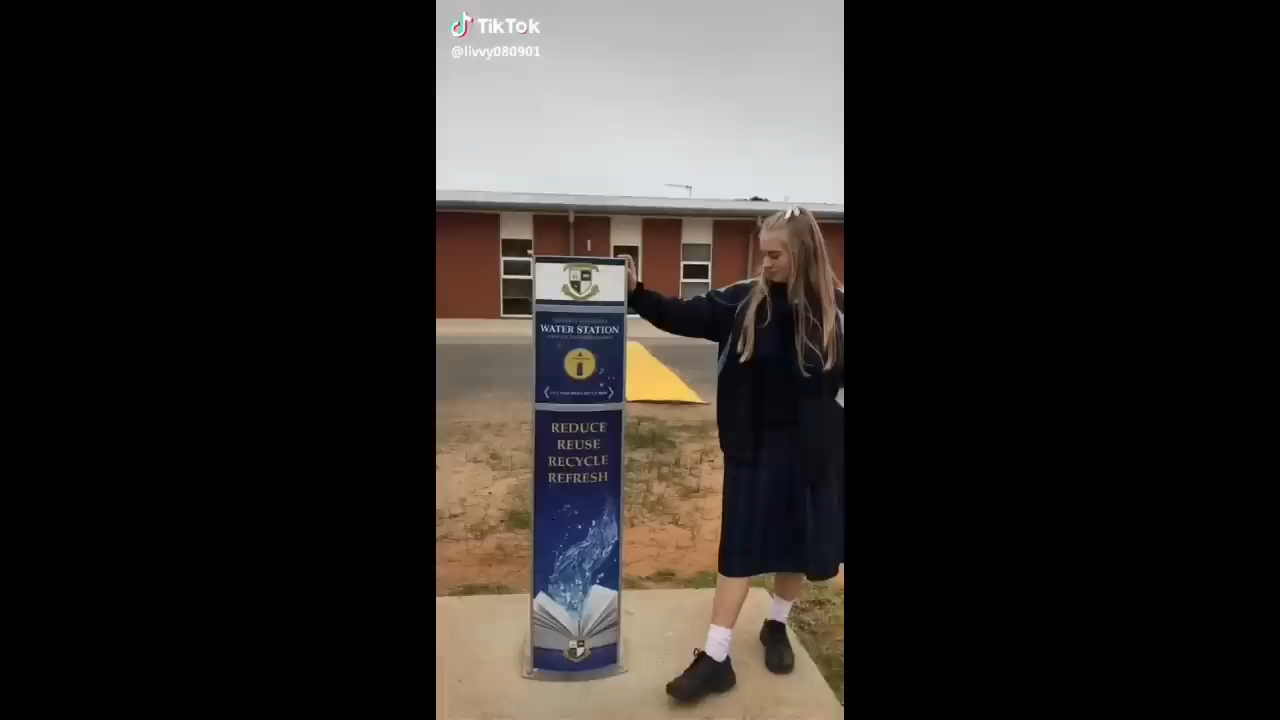 TikTok
@livvy080901
WATER STATION
REDUCE
REUSE
RECYCLE
REFRESH